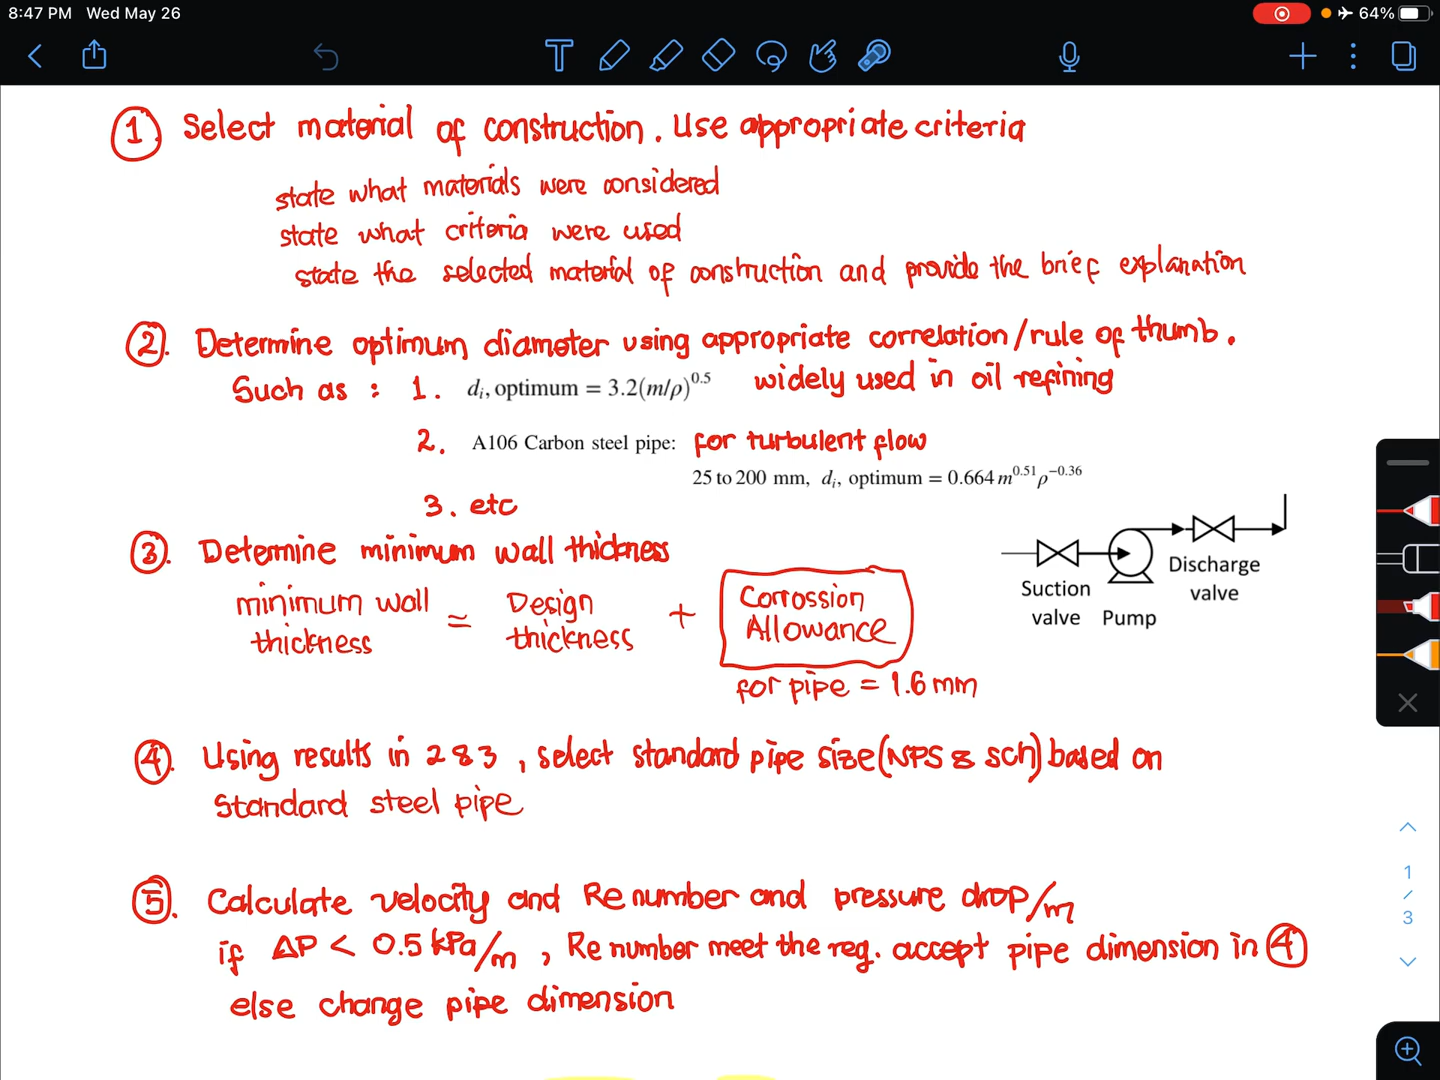 8:47 PM Wed May 26
64%
1. Select material of construction. Use appropriate criteria
state what materials were considered
state what criteria were used
state the selected material of construction and provide the brief explanation
2. Determine optimum diameter using appropriate correlation/rule of thumb.
Such as : 1. di, optimum = 3.2(m/ρ)^0.5 widely used in oil refining
2. A106 Carbon steel pipe: for turbulent flow
25 to 200 mm, di, optimum = 0.664 m^0.51 ρ^−0.36
3. etc
3. Determine minimum wall thickness
minimum wall thickness = Design thickness + Corrossion Allowance
for pipe = 1.6 mm
Suction valve
Pump
Discharge valve
4. Using results in 2 & 3, select standard pipe size (NPS & sch) based on
standard steel pipe
5. Calculate velocity and Re number and pressure drop/m
if ΔP < 0.5 kPa/m, Re number meet the req. accept pipe dimension in 4
else change pipe dimension
1
/
3